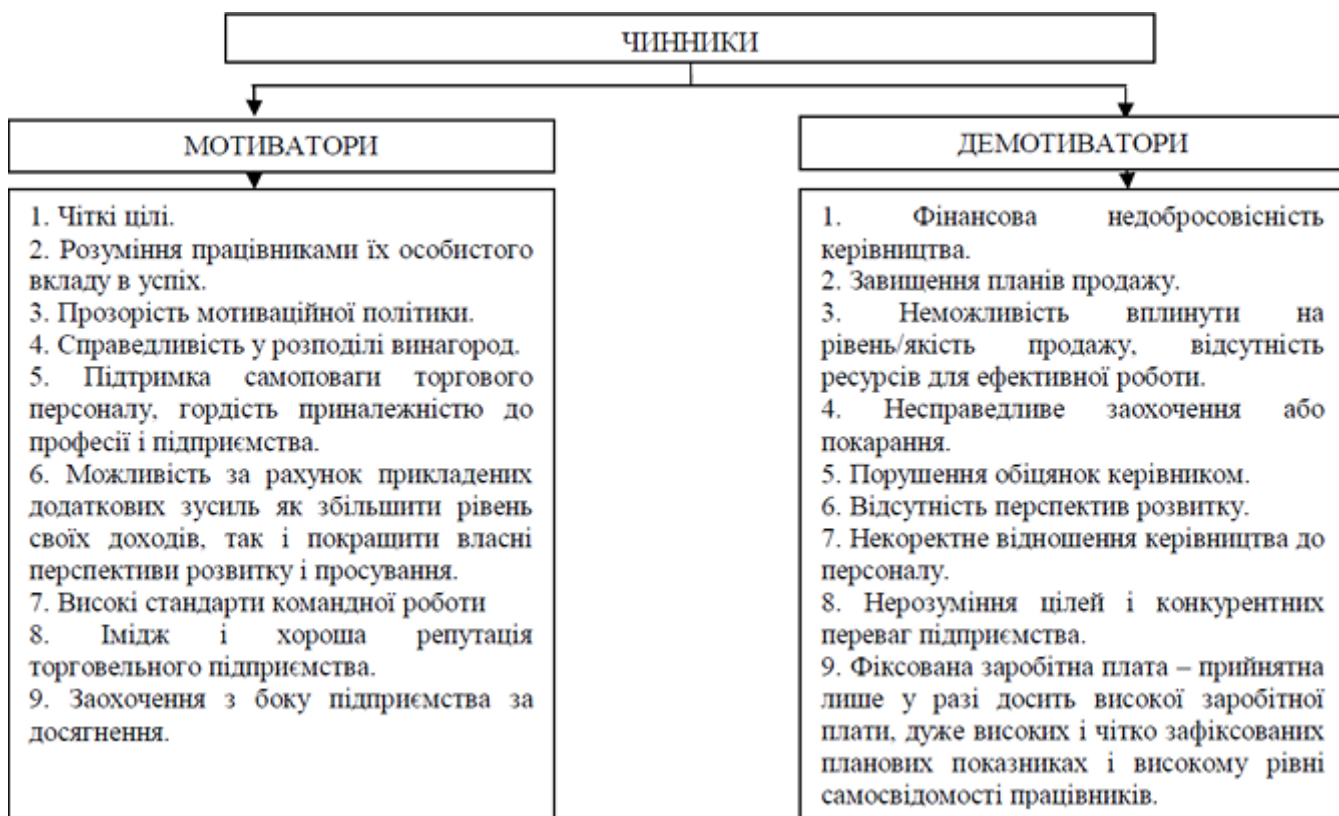 ЧИННИКИ
МОТИВАТОРИ
1. Чіткі цілі.
2. Розуміння працівниками їх особистого
вкладу в успіх.
3. Прозорість мотиваційної політики.
4. Справедливість у розподілі винагород.
5. Підтримка самоповаги торгового
персоналу, гордість приналежністю до
професії і підприємства.
6. Можливість за рахунок прикладених
додаткових зусиль як збільшити рівень
своїх доходів, так і покращити власні
перспективи розвитку і просування.
7. Високі стандарти командної роботи
8. Імідж і хороша репутація
торговельного підприємства.
9. Заохочення з боку підприємства за
досягнення.
ДЕМОТИВАТОРИ
1. Фінансова недобросовісність
керівництва.
2. Завищення планів продажу.
3. Неможливість вплинути на
рівень/якість продажу, відсутність
ресурсів для ефективної роботи.
4. Несправедливе заохочення або
покарання.
5. Порушення обіцянок керівником.
6. Відсутність перспектив розвитку.
7. Некоректне відношення керівництва до
персоналу.
8. Нерозуміння цілей і конкурентних
переваг підприємства.
9. Фіксована заробітна плата – прийнятна
лише у разі досить високої заробітної
плати, дуже високих і чітко зафіксованих
планових показниках і високому рівні
самосвідомості працівників.